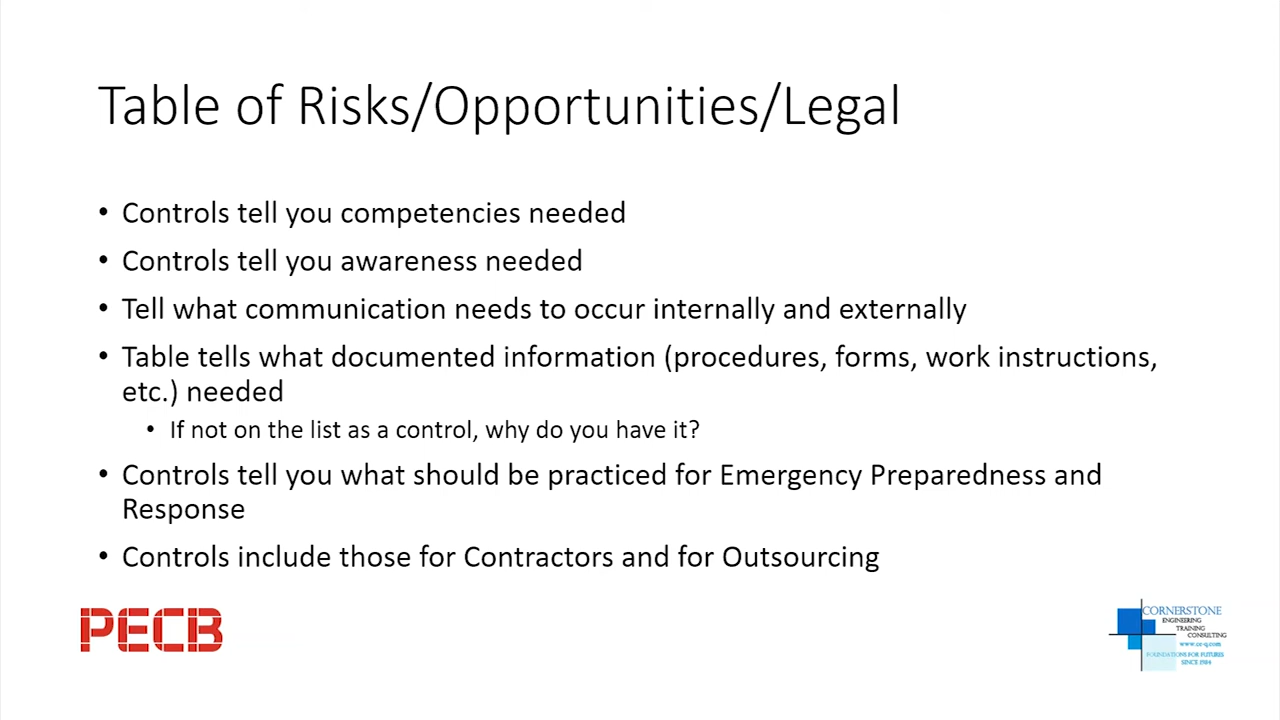 Table of Risks/Opportunities/Legal
• Controls tell you competencies needed
• Controls tell you awareness needed
• Tell what communication needs to occur internally and externally
• Table tells what documented information (procedures, forms, work instructions,
etc.) needed
• If not on the list as a control, why do you have it?
• Controls tell you what should be practiced for Emergency Preparedness and
Response
• Controls include those for Contractors and for Outsourcing
PECB
CORNERSTONE
ENGINEERING
TRAINING
CONSULTING
www.ce-q.com
FOUNDATIONS FOR FUTURES
SINCE 1984